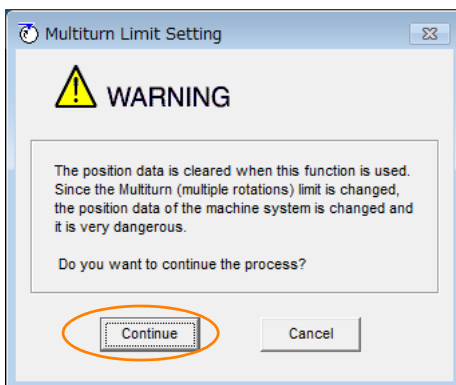 Multiturn Limit Setting
WARNING
The position data is cleared when this function is used.
Since the Multiturn (multiple rotations) limit is changed,
the position data of the machine system is changed and
it is very dangerous.
Do you want to continue the process?
Continue
Cancel